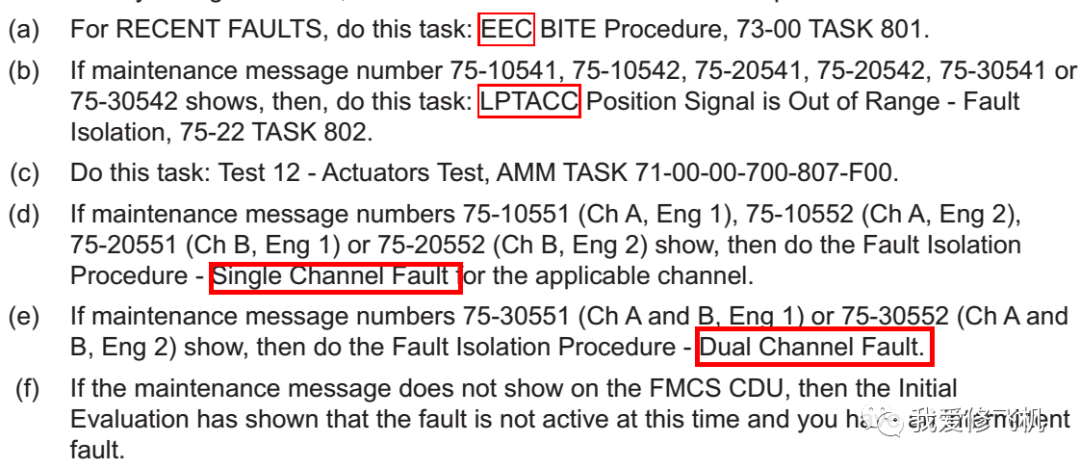 (a) For RECENT FAULTS, do this task: EEC BITE Procedure, 73-00 TASK 801.
(b) If maintenance message number 75-10541, 75-10542, 75-20541, 75-20542, 75-30541 or
75-30542 shows, then, do this task: LPTACC Position Signal is Out of Range - Fault
Isolation, 75-22 TASK 802.
(c) Do this task: Test 12 - Actuators Test, AMM TASK 71-00-00-700-807-F00.
(d) If maintenance message numbers 75-10551 (Ch A, Eng 1), 75-10552 (Ch A, Eng 2),
75-20551 (Ch B, Eng 1) or 75-20552 (Ch B, Eng 2) show, then do the Fault Isolation
Procedure - Single Channel Fault for the applicable channel.
(e) If maintenance message numbers 75-30551 (Ch A and B, Eng 1) or 75-30552 (Ch A and
B, Eng 2) show, then do the Fault Isolation Procedure - Dual Channel Fault.
(f) If the maintenance message does not show on the FMCS CDU, then the Initial
Evaluation has shown that the fault is not active at this time and you have an intermittent
fault.
我爱修飞机